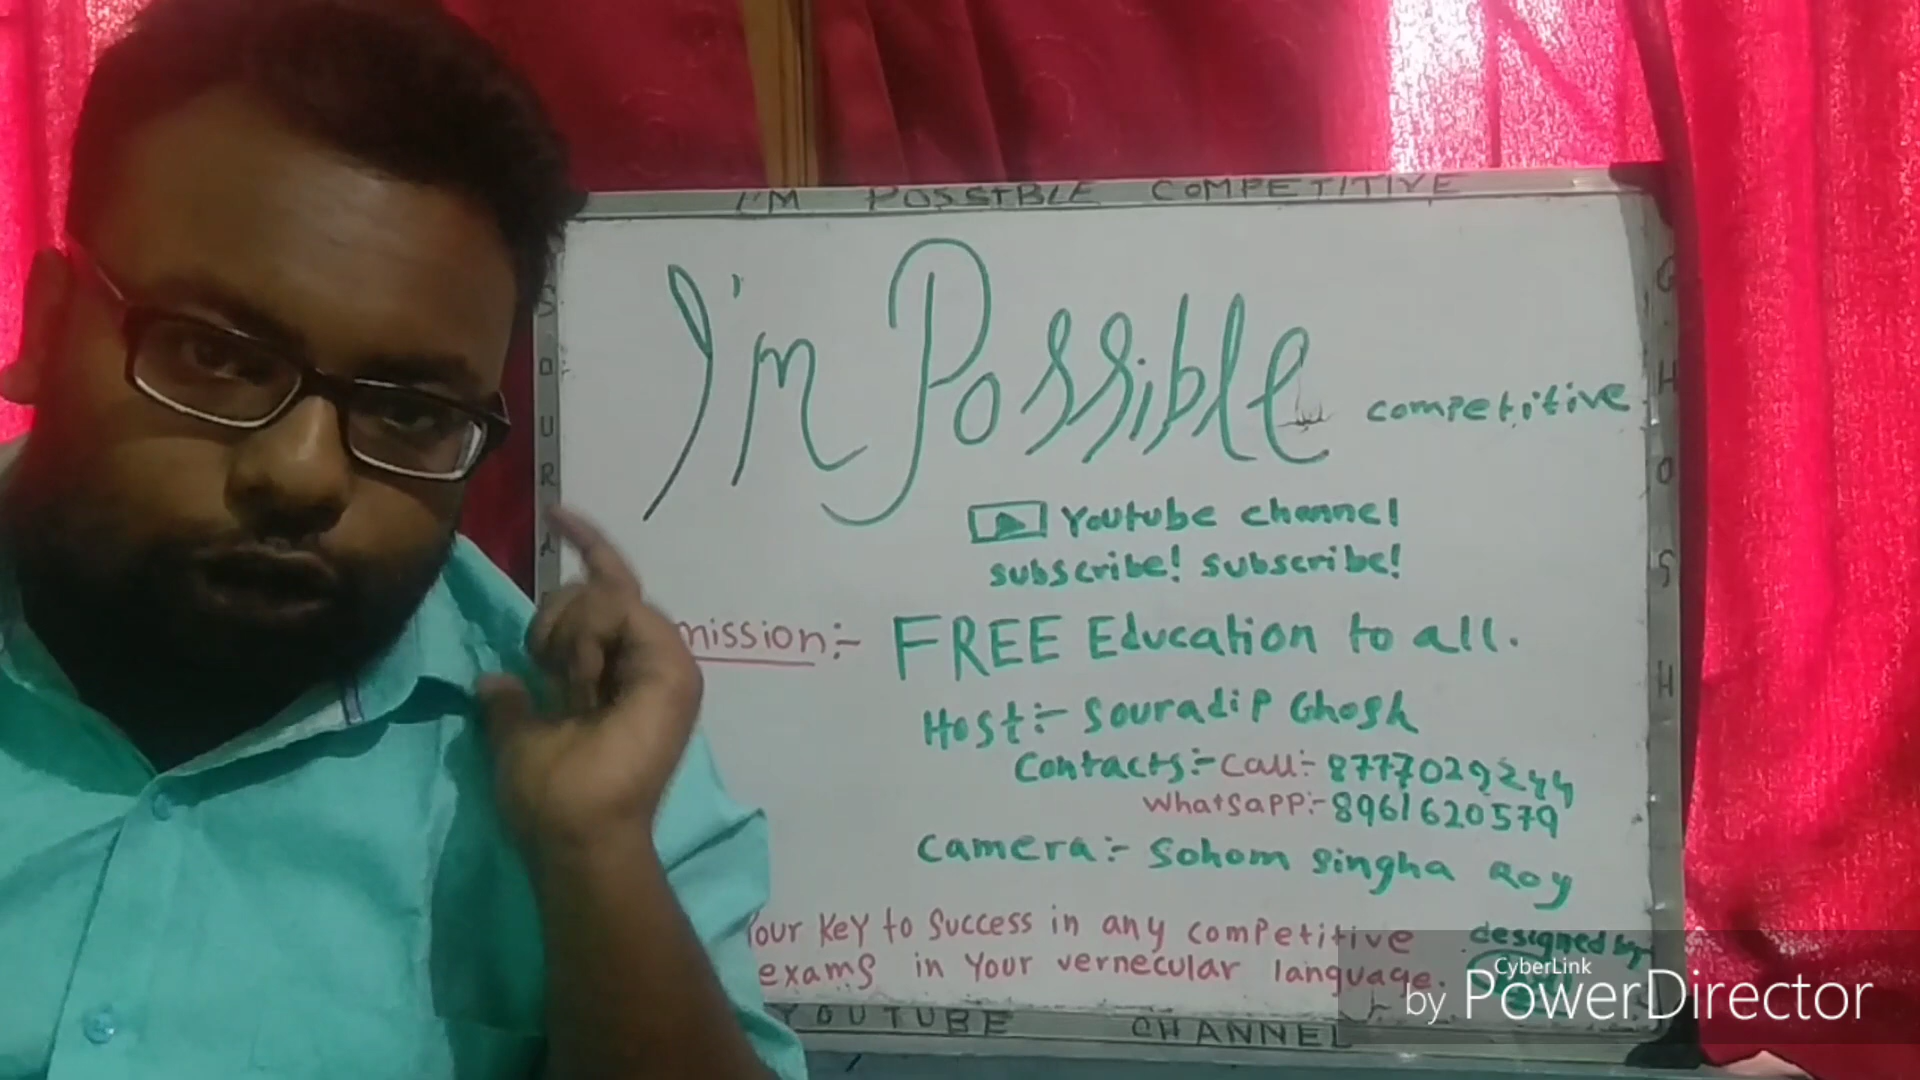 I'M POSSIBLE COMPETITIVE
I'm Possible competitive
Youtube channel
subscribe! subscribe!
mission:- FREE Education to all.
Host:- Souradip Ghosh
Contacts:- Call:- 8777029244
Whatsapp:- 8961620579
Camera:- Sohom Singha Roy
Your key to success in any competitive
exams in your vernecular language.
designed by
YOUTUBE CHANNEL
SOURA
GHOSH
CyberLink
by PowerDirector